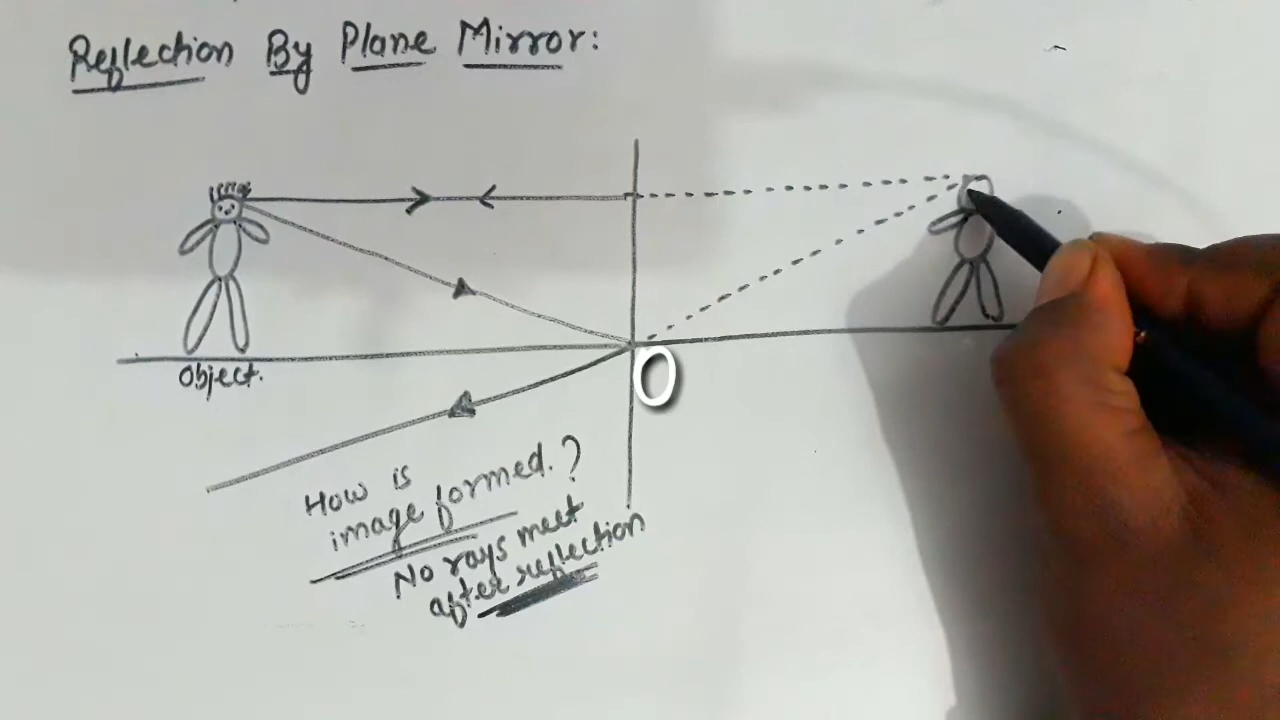 Reflection By Plane Mirror:
Object.
O
How is
image formed.?
No rays meet
after reflection